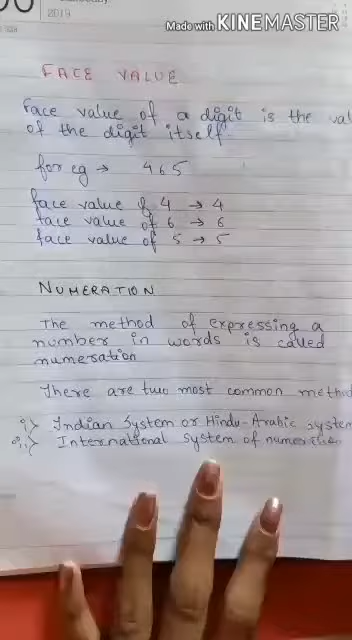 2019
Made with KINEMASTER
FACE VALUE
Face value of a digit is the val
of the digit itself.
for eg → 465
face value of 4 → 4
face value of 6 → 6
face value of 5 → 5
NUMERATION
The method of expressing a
number in words is called
numeration
There are two most common method
i> Indian System or Hindu-Arabic system
ii> International system of numeration